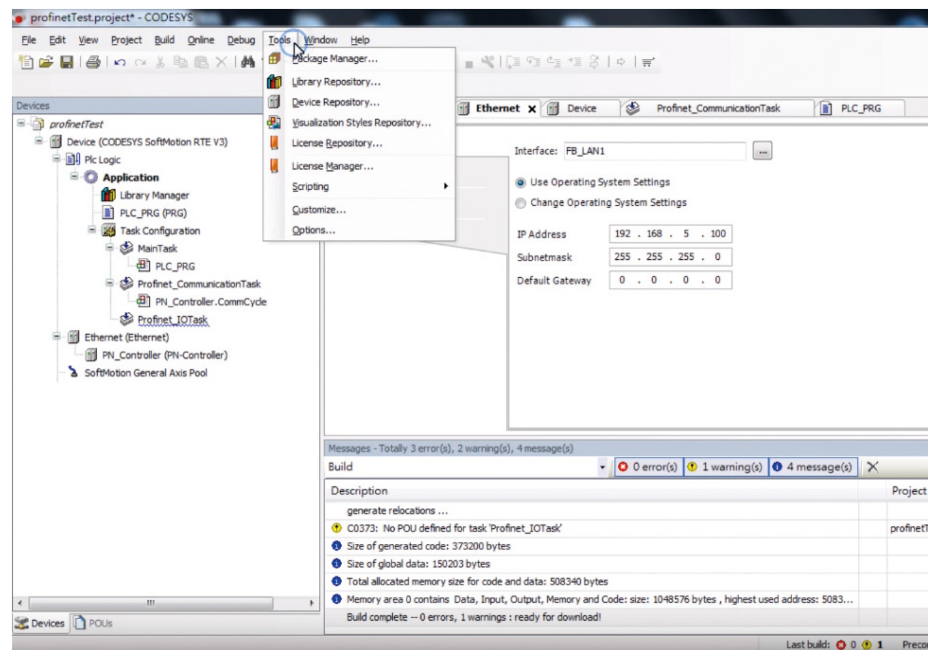 profinetTest.project* - CODESYS
File Edit View Project Build Online Debug Tools Window Help
Package Manager...
Library Repository...
Device Repository...
Visualization Styles Repository...
License Repository...
License Manager...
Scripting
Customize...
Options...
Devices
profinetTest
Device (CODESYS SoftMotion RTE V3)
Plc Logic
Application
Library Manager
PLC_PRG (PRG)
Task Configuration
MainTask
PLC_PRG
Profinet_CommunicationTask
PN_Controller.CommCycle
Profinet_IOTask
Ethernet (Ethernet)
PN_Controller (PN-Controller)
SoftMotion General Axis Pool
Devices POUs
Ethernet Device Profinet_CommunicationTask PLC_PRG
Interface: FB_LAN1 ...
Use Operating System Settings
Change Operating System Settings
IP Address 192 . 168 . 5 . 100
Subnetmask 255 . 255 . 255 . 0
Default Gateway 0 . 0 . 0 . 0
Messages - Totally 3 error(s), 2 warning(s), 4 message(s)
Build 0 error(s) 1 warning(s) 4 message(s)
Description Project
generate relocations ...
C0373: No POU defined for task 'Profinet_IOTask' profinetT
Size of generated code: 373200 bytes
Size of global data: 150203 bytes
Total allocated memory size for code and data: 508340 bytes
Memory area 0 contains Data, Input, Output, Memory and Code: size: 1048576 bytes , highest used address: 5083...
Build complete -- 0 errors, 1 warnings : ready for download!
Last build: 0 1 Precom